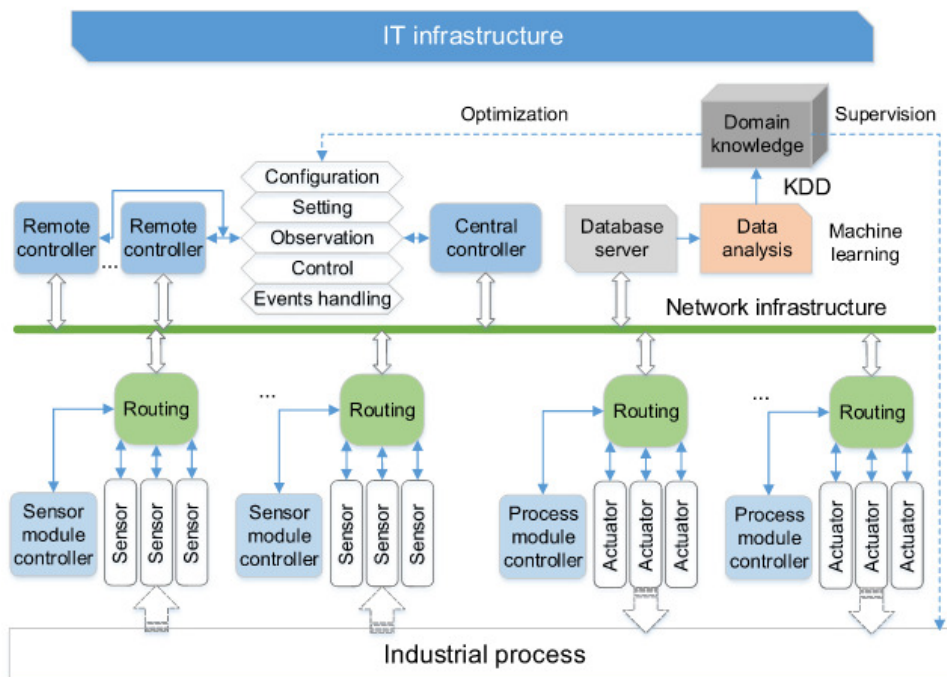 IT infrastructure
Optimization
Supervision
Domain
knowledge
KDD
Configuration
Setting
Observation
Control
Events handling
Remote
controller
...
Remote
controller
Central
controller
Database
server
Data
analysis
Machine
learning
Network infrastructure
Routing
...
Routing
Routing
...
Routing
Sensor
module
controller
Sensor
Sensor
Sensor
Sensor
module
controller
Sensor
Sensor
Sensor
Process
module
controller
Actuator
Actuator
Actuator
Process
module
controller
Actuator
Actuator
Actuator
Industrial process